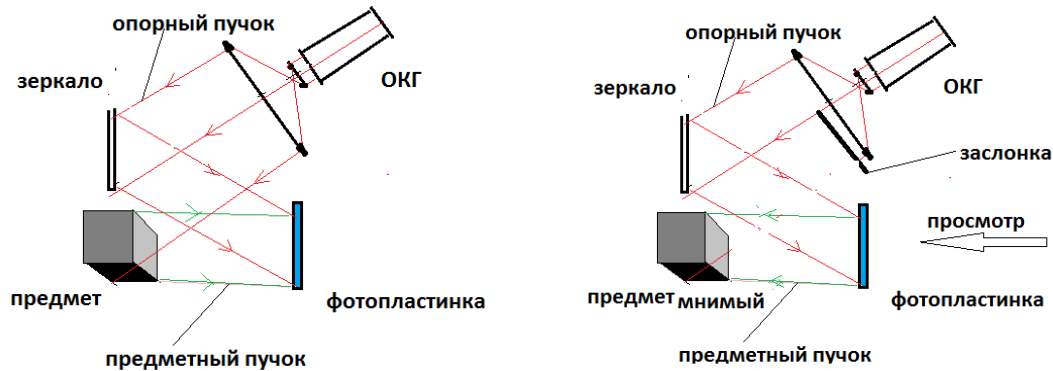 опорный пучок
зеркало
ОКГ
предмет
фотопластинка
предметный пучок
опорный пучок
зеркало
ОКГ
заслонка
просмотр
предмет мнимый
фотопластинка
предметный пучок